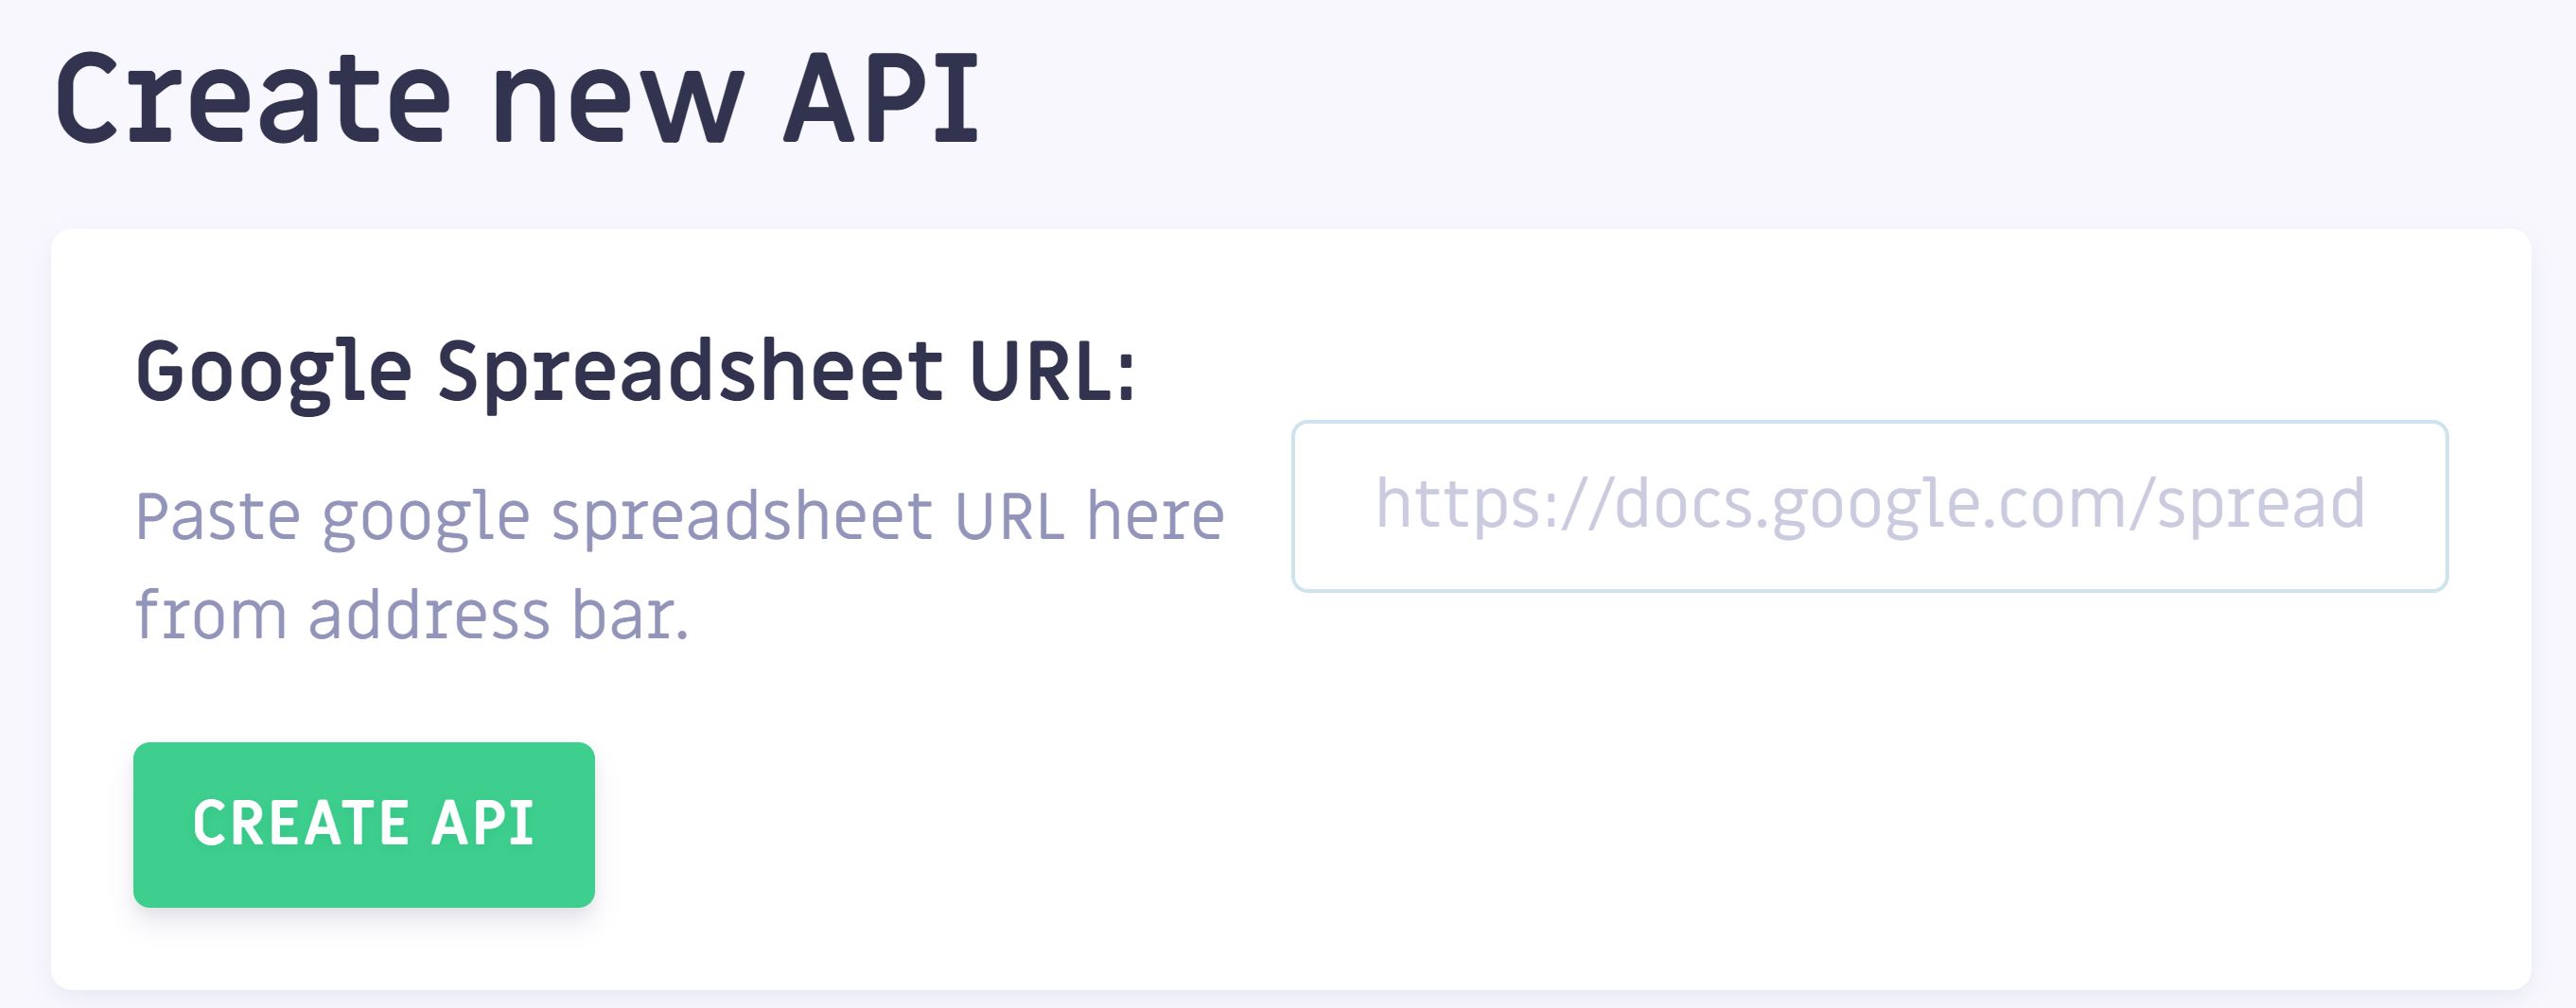 Create new API
Google Spreadsheet URL:
Paste google spreadsheet URL here
from address bar.
https://docs.google.com/spread
CREATE API